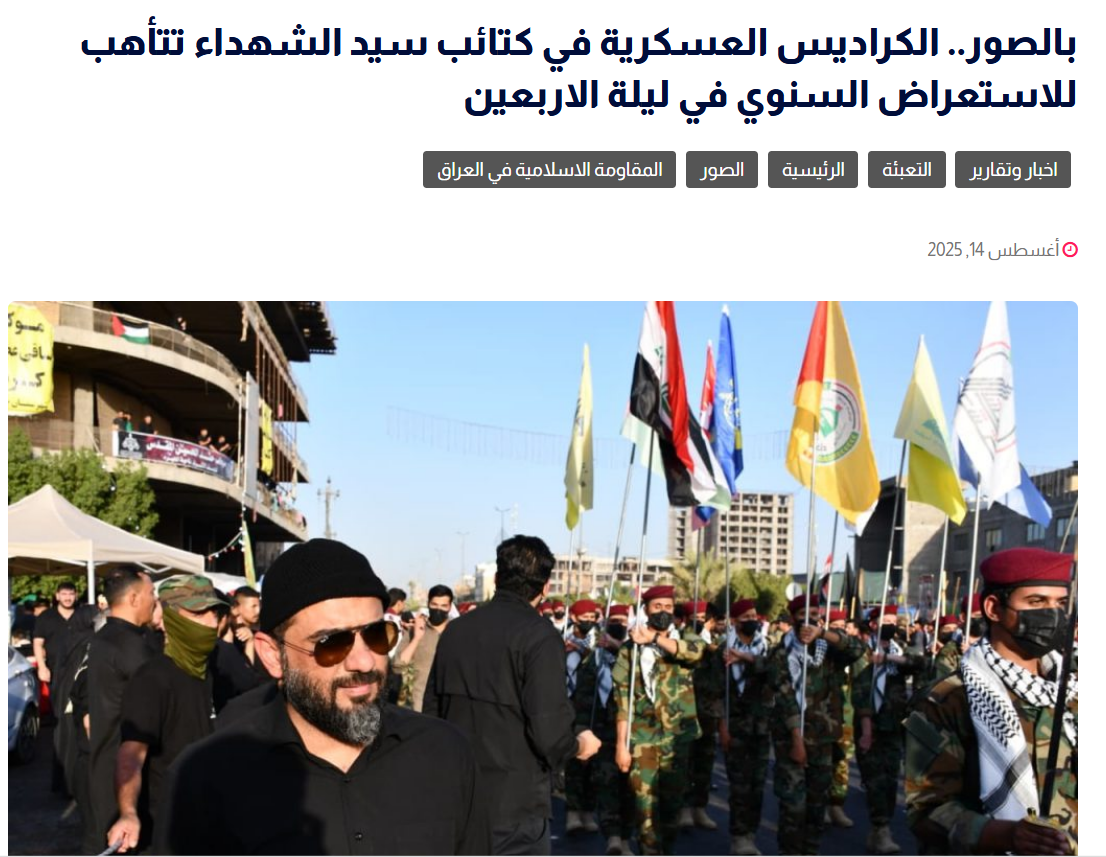 بالصور.. الكراديس العسكرية في كتائب سيد الشهداء تتأهب
للاستعراض السنوي في ليلة الاربعين
اخبار وتقارير
التعبئة
الرئيسية
الصور
المقاومة الاسلامية في العراق
أغسطس 14, 2025